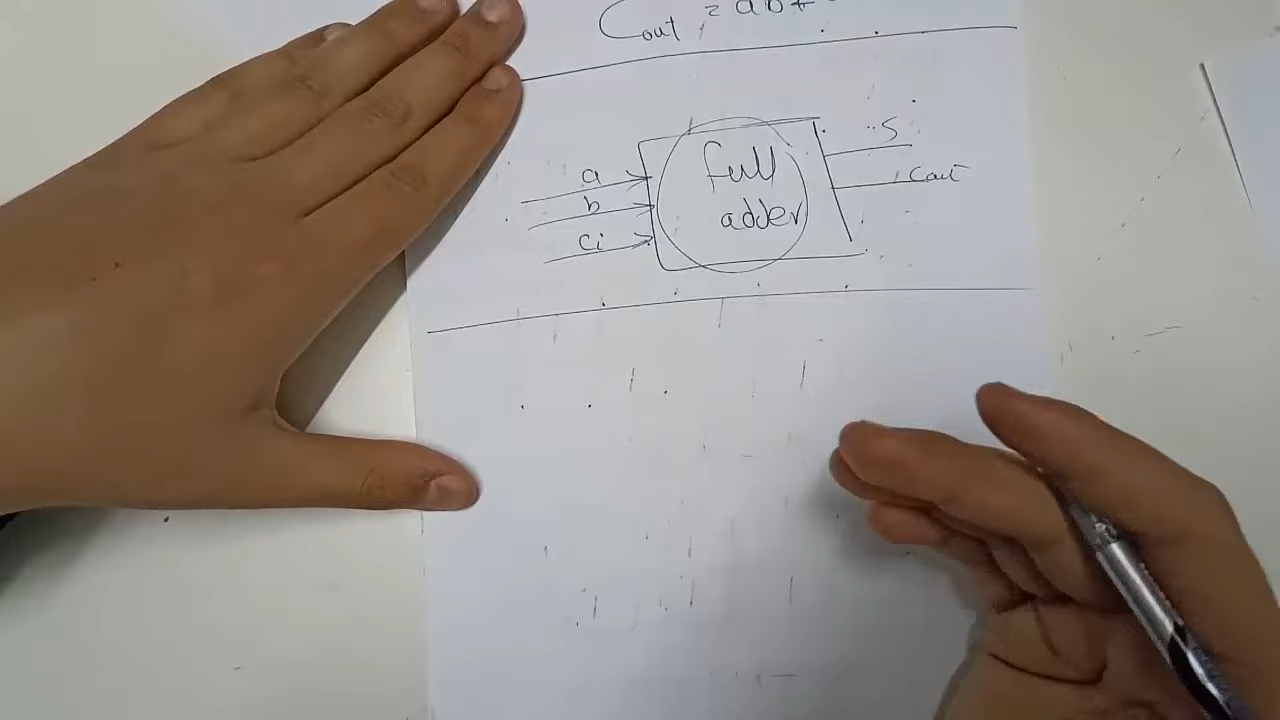 Cout = ab+
full
adder
a
b
ci
S
Cout